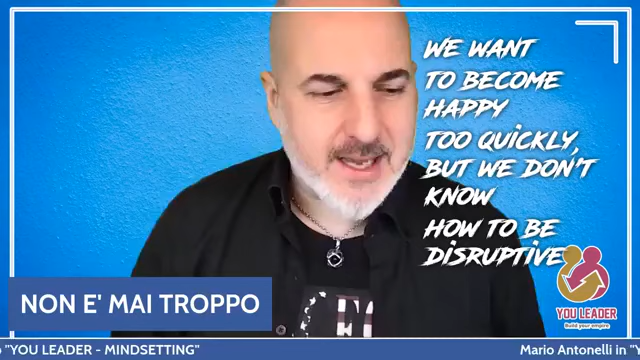 WE WANT
TO BECOME
HAPPY
TOO QUICKLY,
BUT WE DON'T
KNOW
HOW TO BE
DISRUPTIVE
NON E' MAI TROPPO
YOU LEADER
Build your empire
"YOU LEADER - MINDSETTING"
Mario Antonelli in "Y